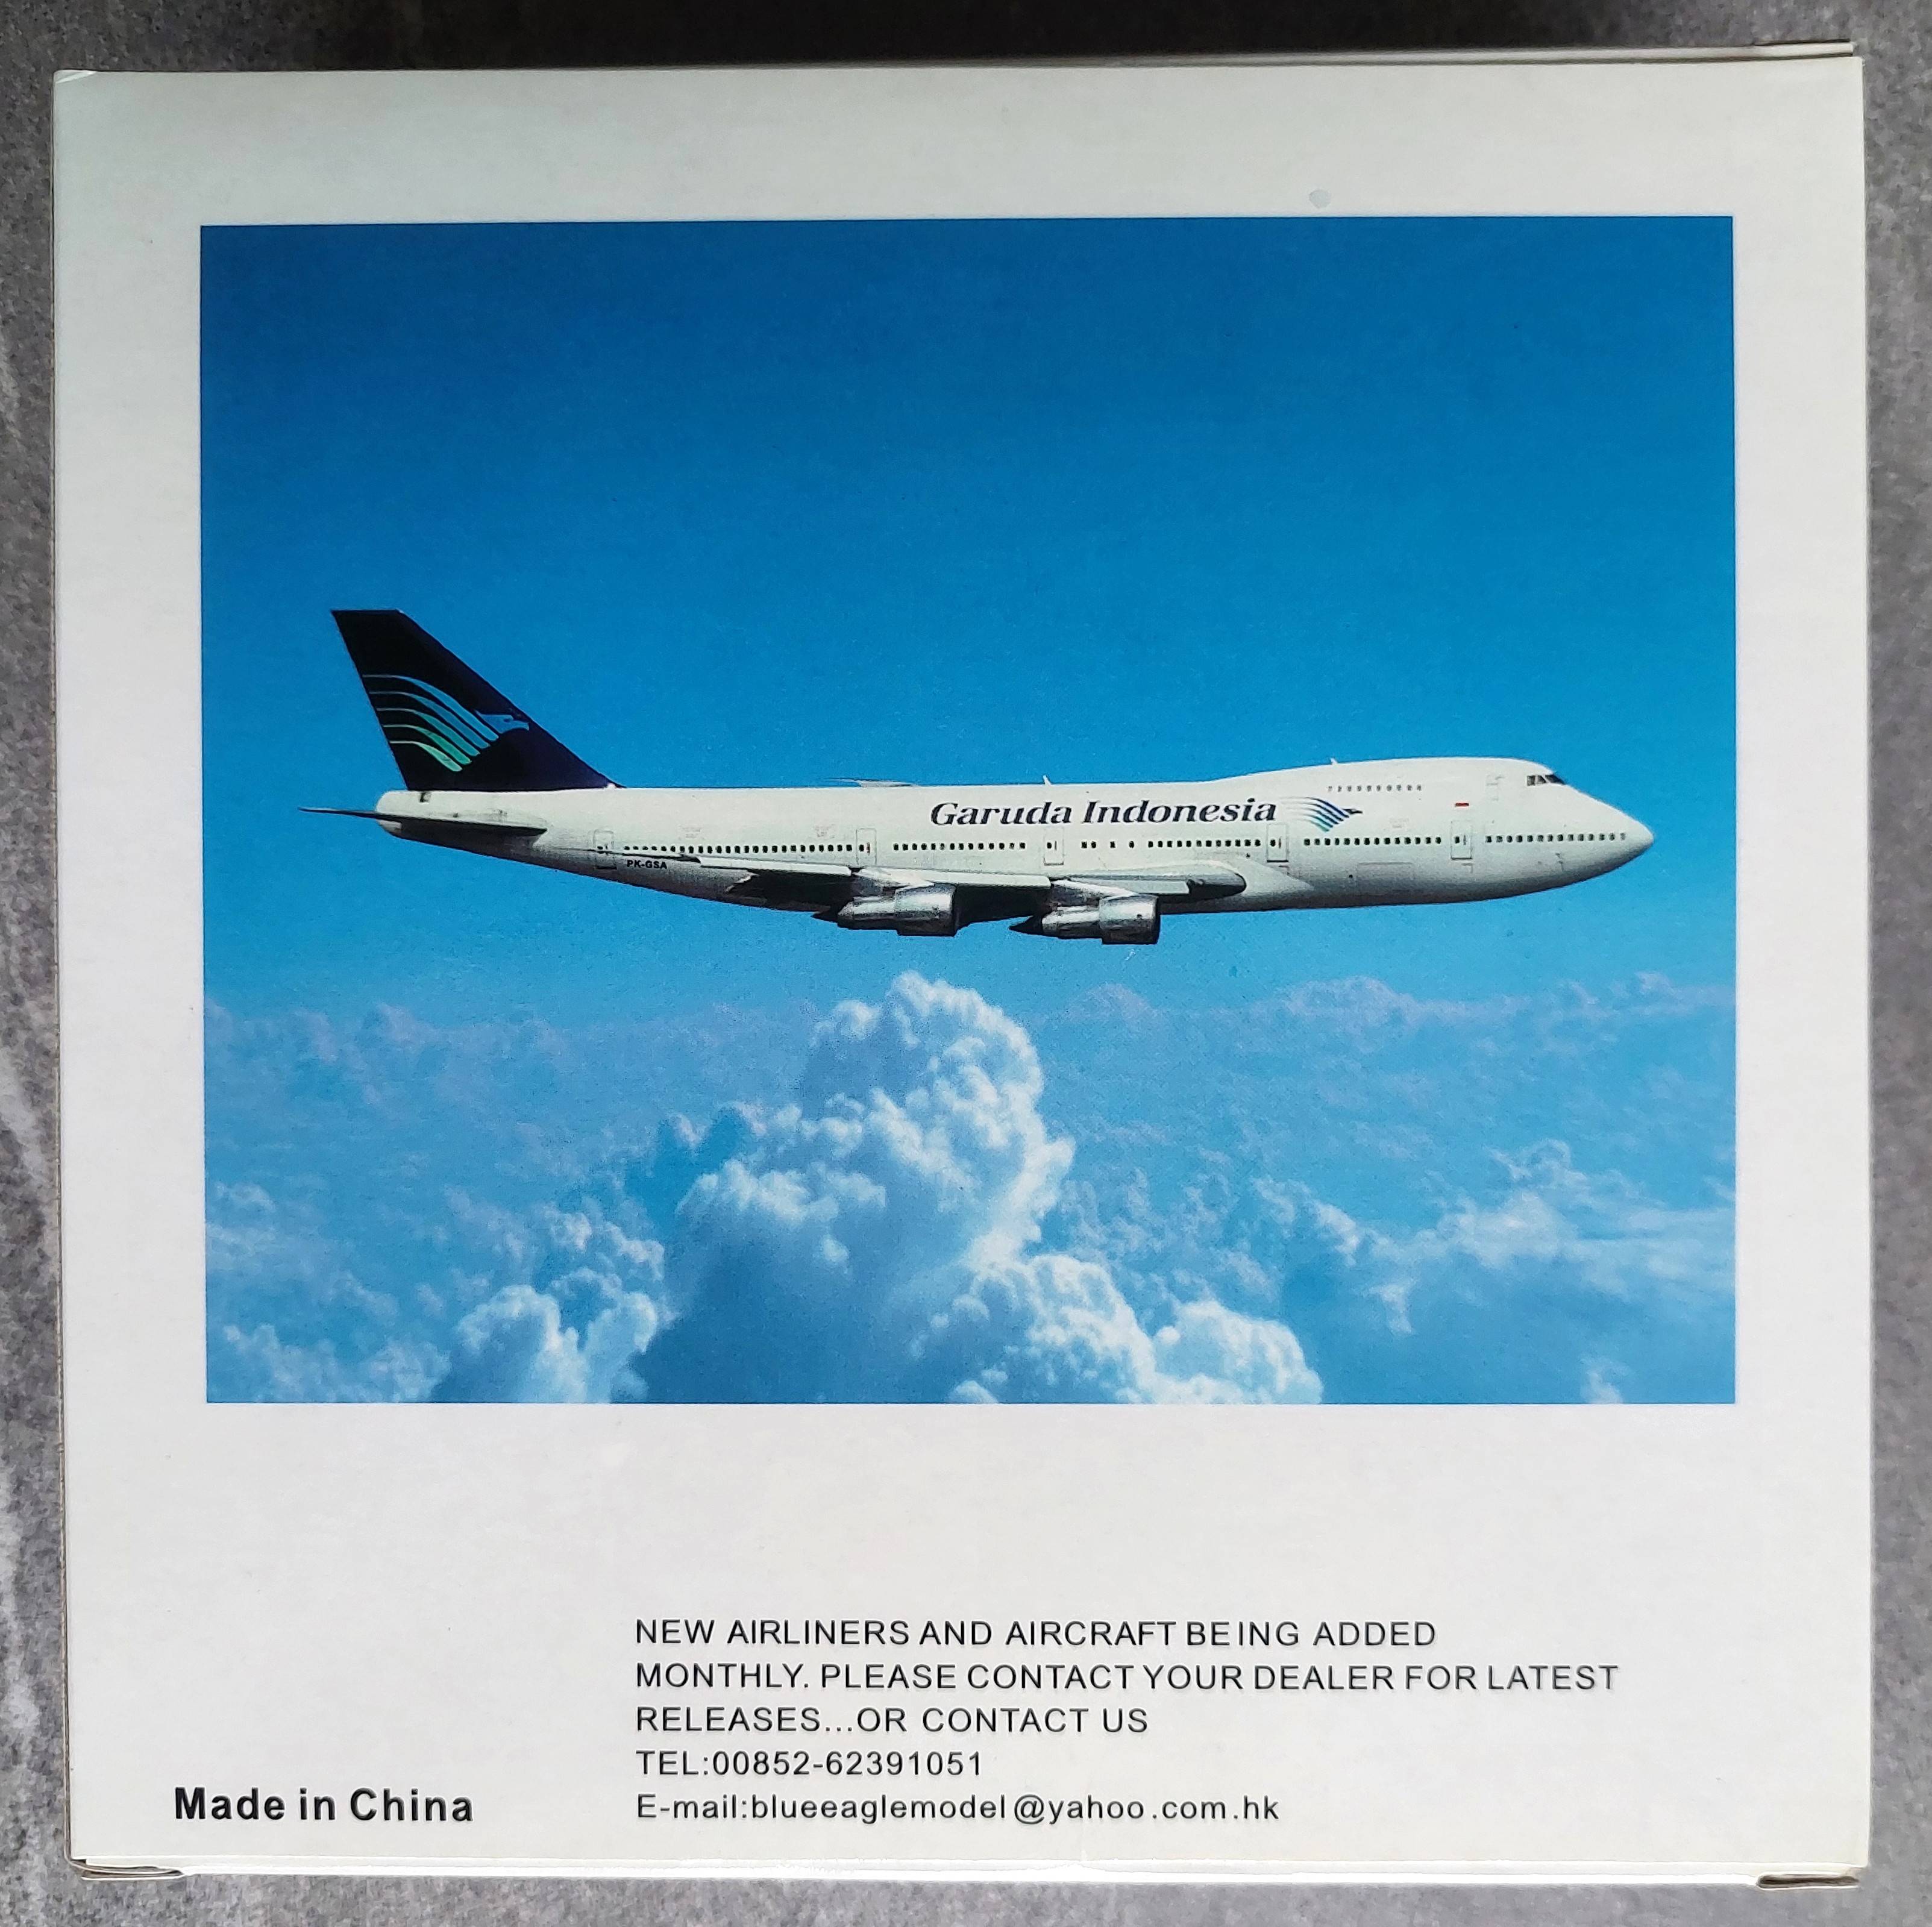 Garuda Indonesia
PK-GSA
NEW AIRLINERS AND AIRCRAFT BEING ADDED
MONTHLY. PLEASE CONTACT YOUR DEALER FOR LATEST
RELEASES...OR CONTACT US
TEL:00852-62391051
E-mail:blueeaglemodel@yahoo.com.hk
Made in China